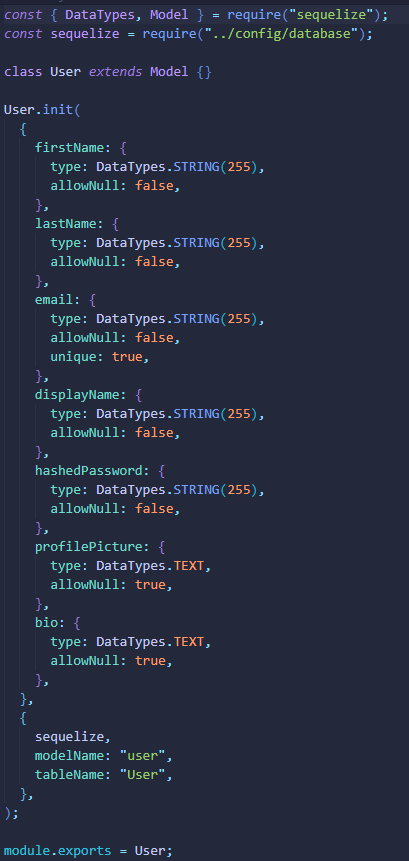 const { DataTypes, Model } = require("sequelize");
const sequelize = require("../config/database");
class User extends Model {}
User.init(
  {
    firstName: {
      type: DataTypes.STRING(255),
      allowNull: false,
    },
    lastName: {
      type: DataTypes.STRING(255),
      allowNull: false,
    },
    email: {
      type: DataTypes.STRING(255),
      allowNull: false,
      unique: true,
    },
    displayName: {
      type: DataTypes.STRING(255),
      allowNull: false,
    },
    hashedPassword: {
      type: DataTypes.STRING(255),
      allowNull: false,
    },
    profilePicture: {
      type: DataTypes.TEXT,
      allowNull: true,
    },
    bio: {
      type: DataTypes.TEXT,
      allowNull: true,
    },
  },
  {
    sequelize,
    modelName: "user",
    tableName: "User",
  },
);
module.exports = User;